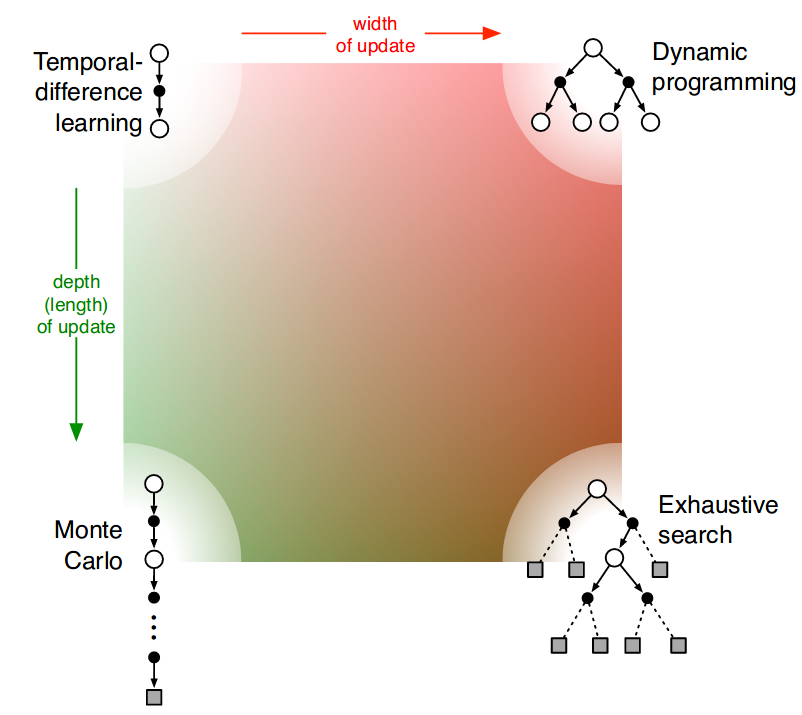 width
of update
Temporal-
difference
learning
Dynamic
programming
depth
(length)
of update
Monte
Carlo
Exhaustive
search